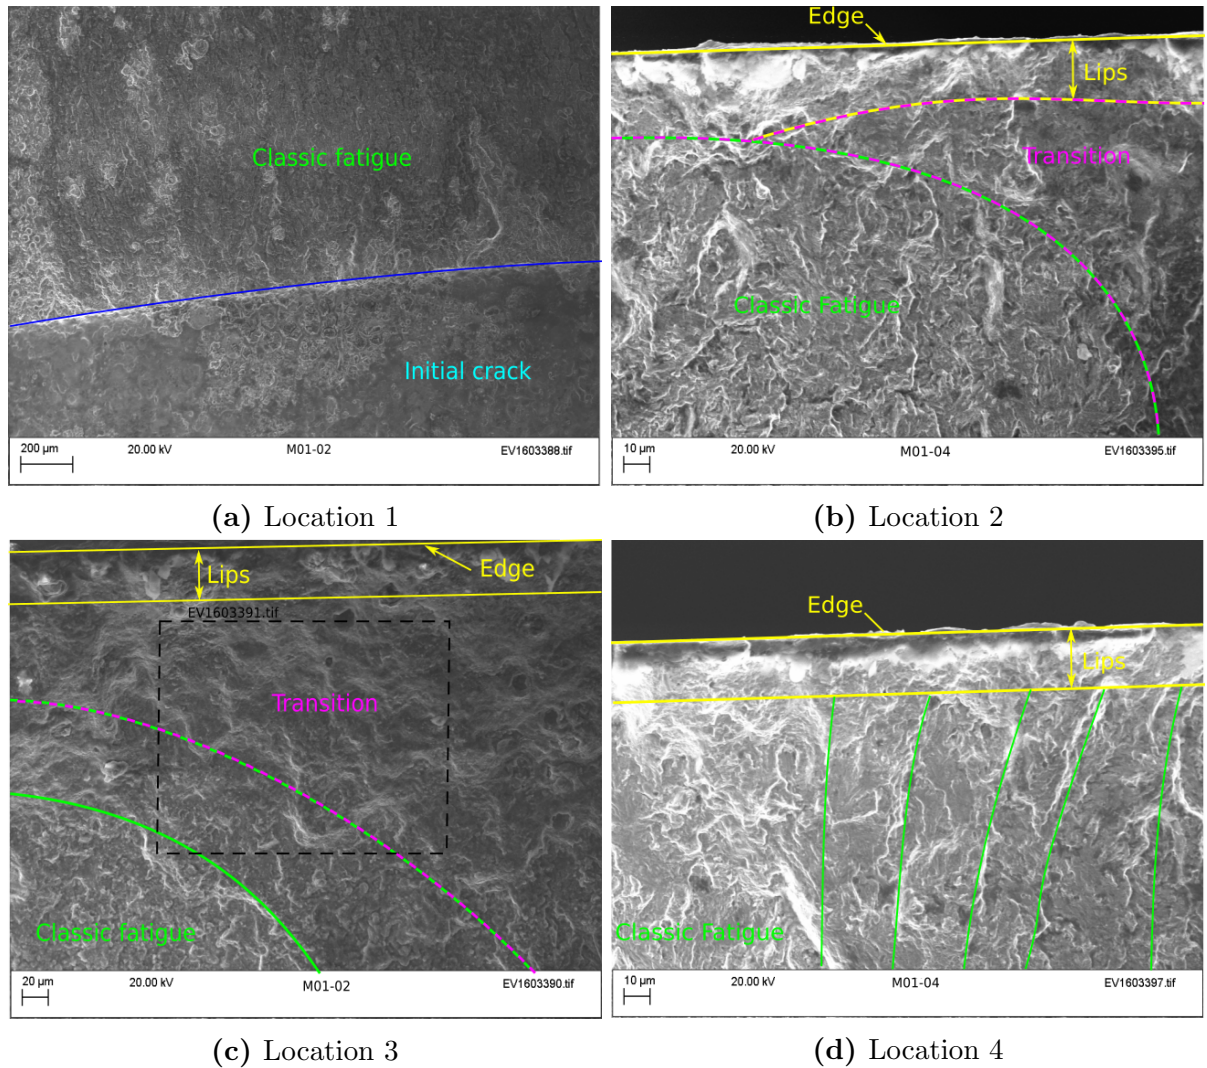 Classic fatigue
Initial crack
200 µm
20.00 kV
M01-02
EV1603388.tif
(a) Location 1
Edge
Lips
Transition
Classic Fatigue
10 µm
20.00 kV
M01-04
EV1603395.tif
(b) Location 2
Lips
Edge
EV1603391.tif
Transition
Classic fatigue
20 µm
20.00 kV
M01-02
EV1603390.tif
(c) Location 3
Edge
Lips
Classic Fatigue
10 µm
20.00 kV
M01-04
EV1603397.tif
(d) Location 4